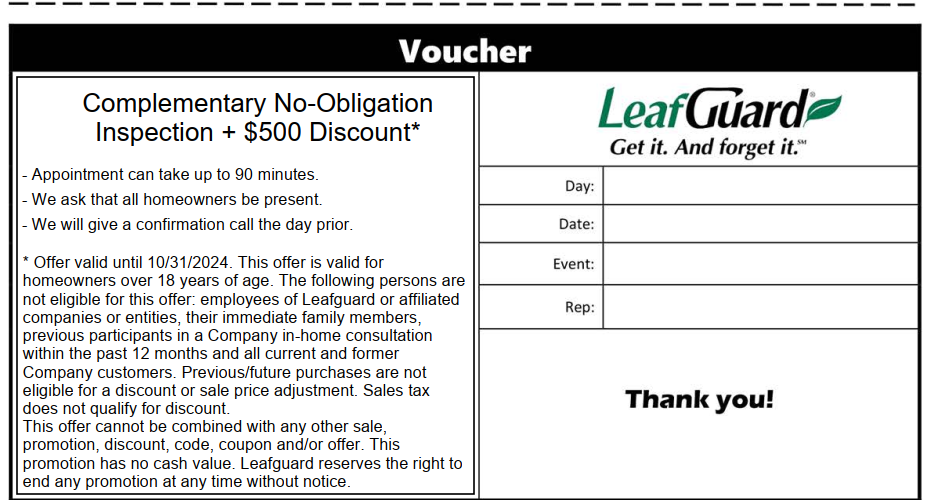 Voucher
Complementary No-Obligation
Inspection + $500 Discount*
- Appointment can take up to 90 minutes.
- We ask that all homeowners be present.
- We will give a confirmation call the day prior.
* Offer valid until 10/31/2024. This offer is valid for
homeowners over 18 years of age. The following persons are
not eligible for this offer: employees of Leafguard or affiliated
companies or entities, their immediate family members,
previous participants in a Company in-home consultation
within the past 12 months and all current and former
Company customers. Previous/future purchases are not
eligible for a discount or sale price adjustment. Sales tax
does not qualify for discount.
This offer cannot be combined with any other sale,
promotion, discount, code, coupon and/or offer. This
promotion has no cash value. Leafguard reserves the right to
end any promotion at any time without notice.
LeafGuard®
Get it. And forget it.℠
Day:
Date:
Event:
Rep:
Thank you!